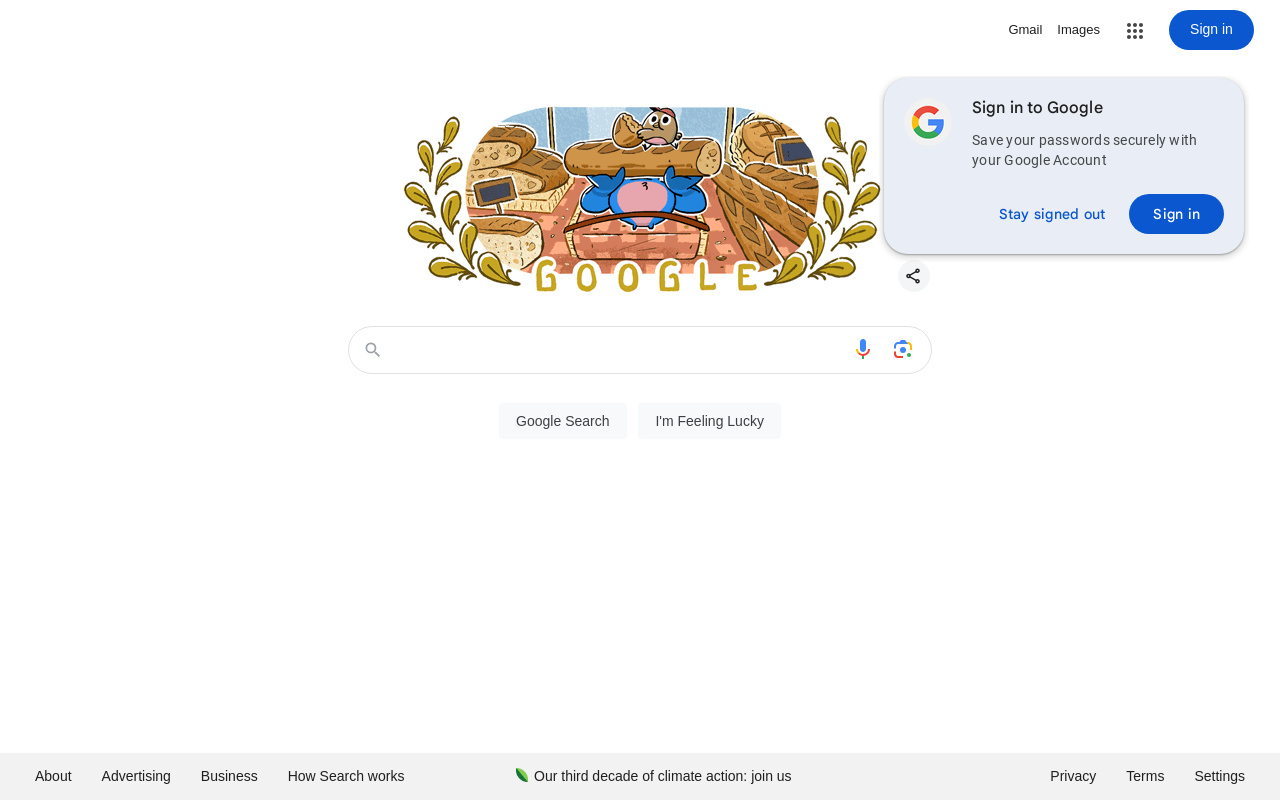 Gmail Images Sign in
Sign in to Google
Save your passwords securely with
your Google Account
Stay signed out Sign in
GOOGLE
Google Search I'm Feeling Lucky
About Advertising Business How Search works Our third decade of climate action: join us Privacy Terms Settings